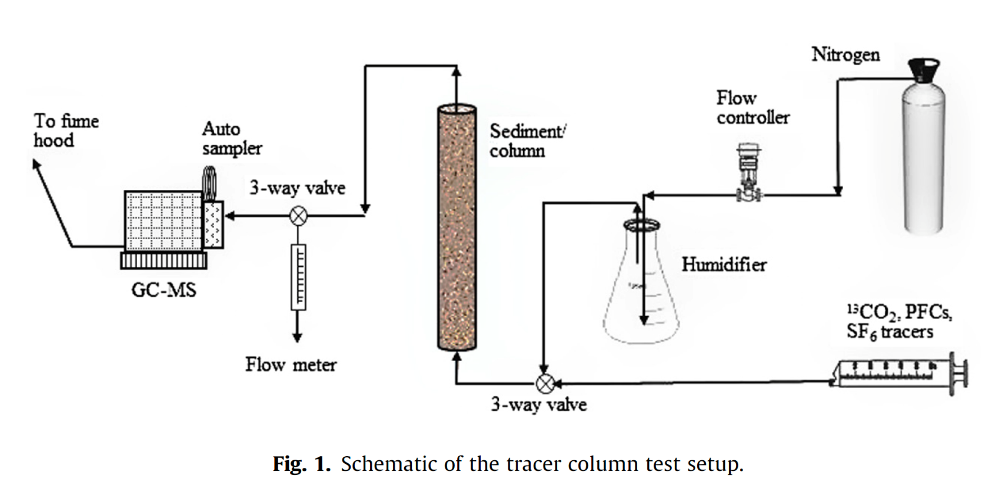 Nitrogen
Flow
controller
To fume
hood
Auto
sampler
3-way valve
Sediment/
column
Humidifier
GC-MS
¹³CO₂, PFCs,
SF₆ tracers
Flow meter
3-way valve
Fig. 1. Schematic of the tracer column test setup.